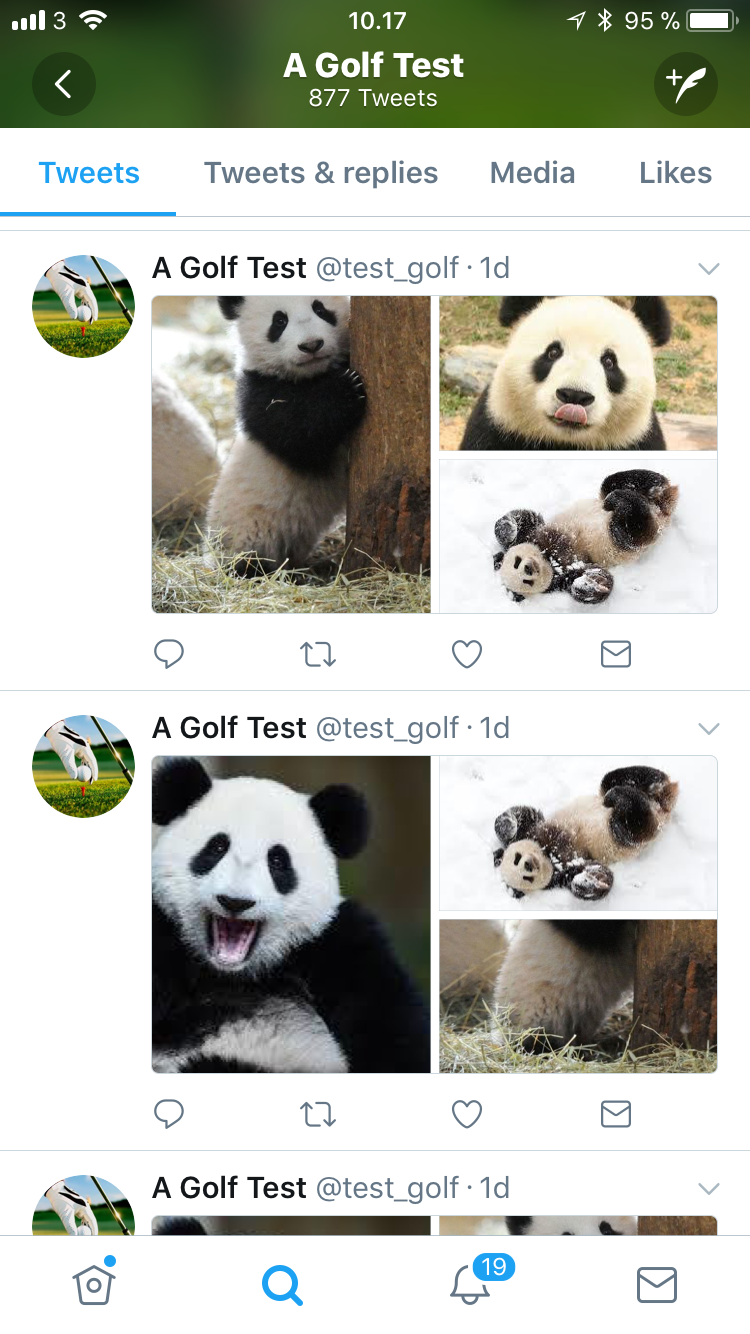 3 10.17 95 %
A Golf Test
877 Tweets
Tweets Tweets & replies Media Likes
A Golf Test @test_golf · 1d
A Golf Test @test_golf · 1d
A Golf Test @test_golf · 1d
19